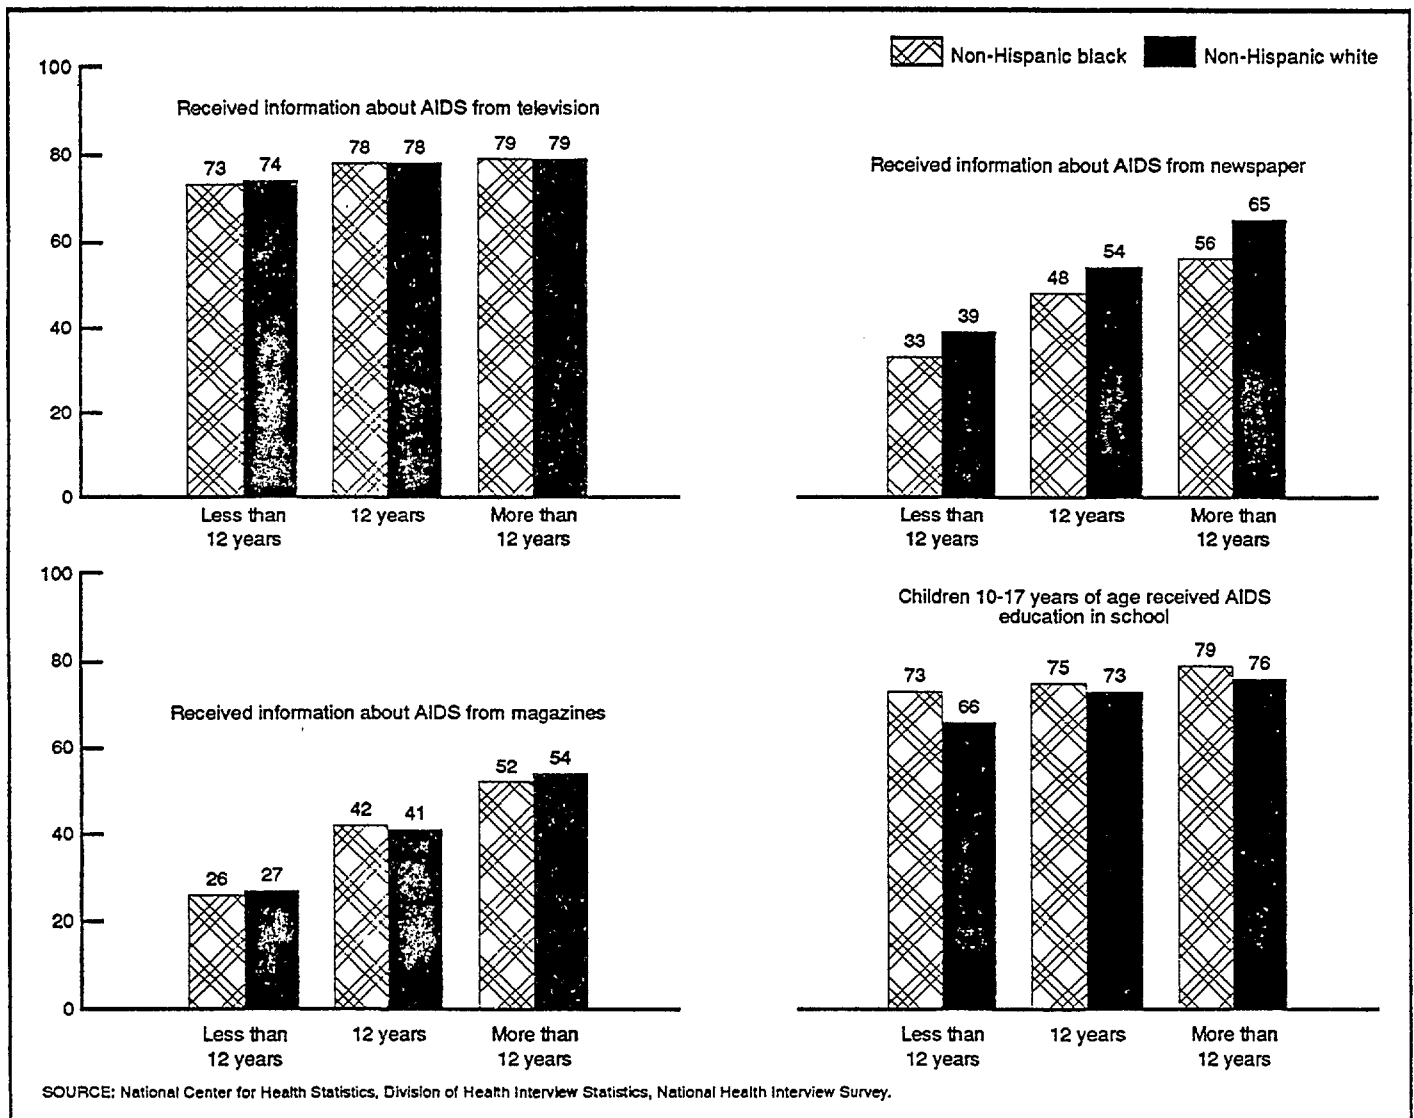 Non-Hispanic black Non-Hispanic white
100
80
60
40
20
0
Received information about AIDS from television
73 74 78 78 79 79
Less than 12 years More than
12 years 12 years
Received information about AIDS from newspaper
33 39 48 54 56 65
Less than 12 years More than
12 years 12 years
100
80
60
40
20
0
Received information about AIDS from magazines
26 27 42 41 52 54
Less than 12 years More than
12 years 12 years
Children 10-17 years of age received AIDS
education in school
73 66 75 73 79 76
Less than 12 years More than
12 years 12 years
SOURCE: National Center for Health Statistics, Division of Health Interview Statistics, National Health Interview Survey.